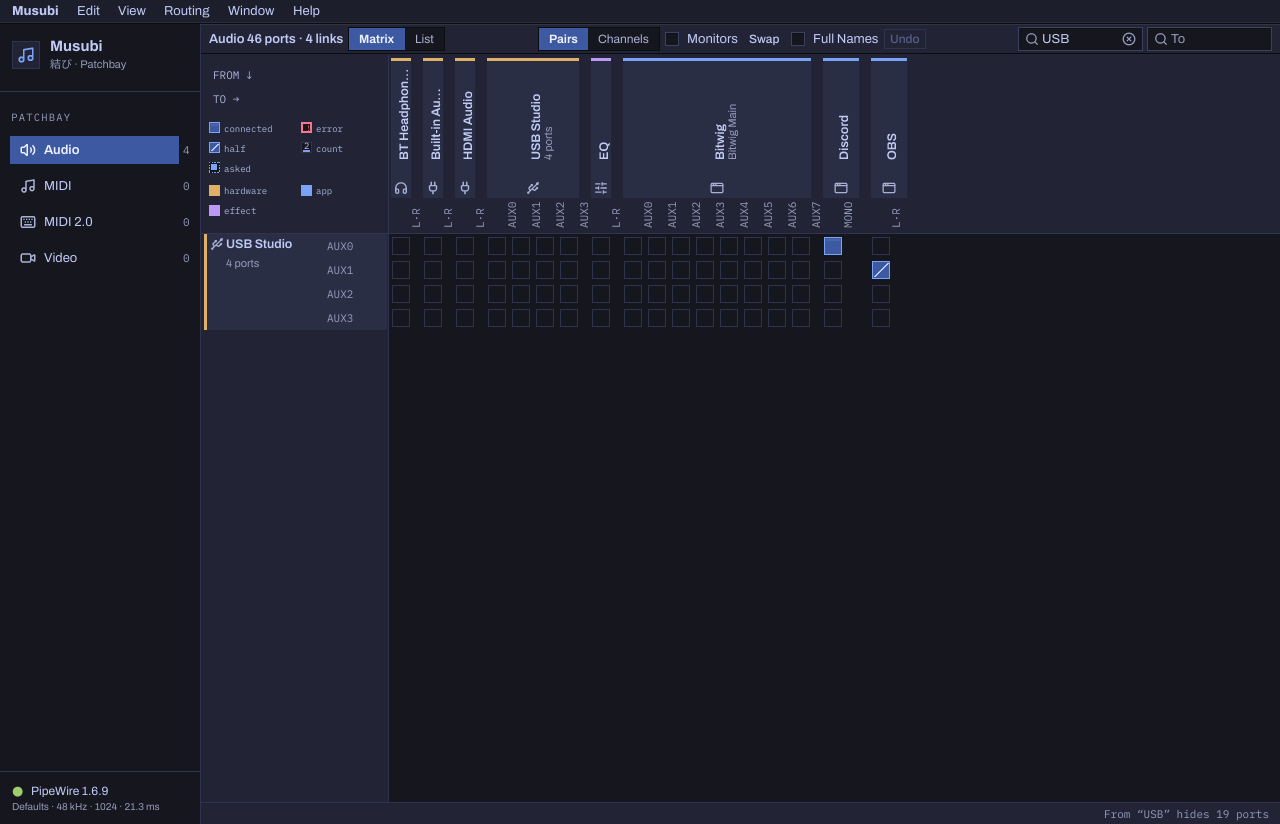 Musubi Edit View Routing Window Help
Musubi
結び · Patchbay
PATCHBAY
Audio 4
MIDI 0
MIDI 2.0 0
Video 0
PipeWire 1.6.9
Defaults · 48 kHz · 1024 · 21.3 ms
Audio 46 ports · 4 links Matrix List Pairs Channels Monitors Swap Full Names Undo USB To
FROM ↓
TO →
connected error
half 2 count
asked
hardware app
effect
BT Headphon…
Built-in Au…
HDMI Audio
USB Studio
4 ports
EQ
Bitwig
Bitwig Main
Discord
OBS
L·R L·R L·R AUX0 AUX1 AUX2 AUX3 L·R AUX0 AUX1 AUX2 AUX3 AUX4 AUX5 AUX6 AUX7 MONO L·R
USB Studio AUX0
4 ports
AUX1
AUX2
AUX3
From “USB” hides 19 ports